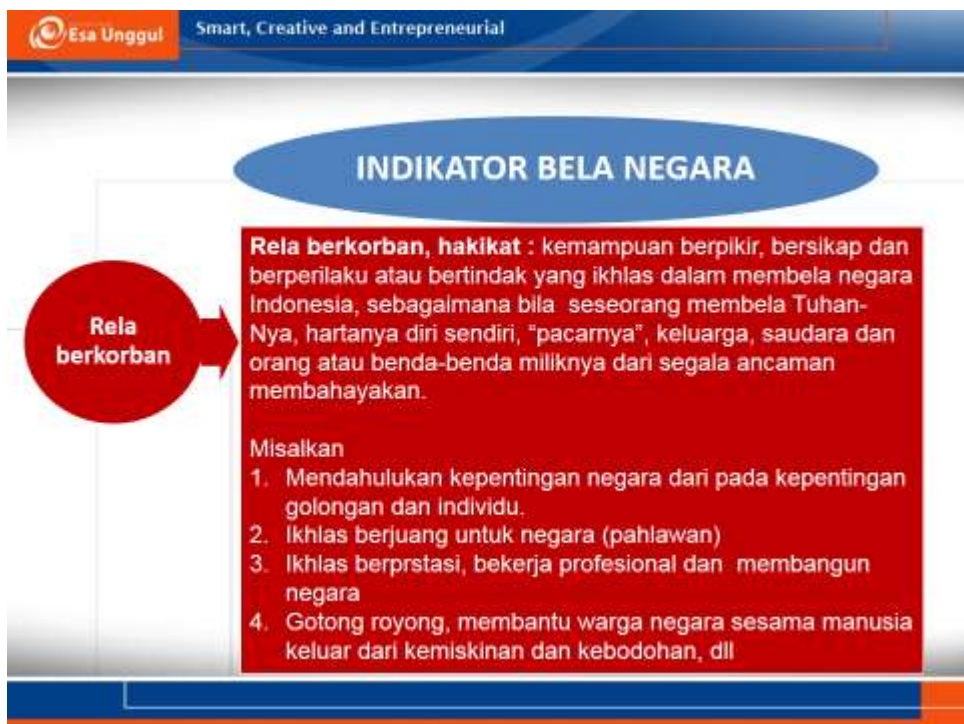 Esa Unggul
Smart, Creative and Entrepreneurial
INDIKATOR BELA NEGARA
Rela
berkorban
Rela berkorban, hakikat : kemampuan berpikir, bersikap dan
berperilaku atau bertindak yang ikhlas dalam membela negara
Indonesia, sebagaimana bila seseorang membela Tuhan-
Nya, hartanya diri sendiri, “pacarnya”, keluarga, saudara dan
orang atau benda-benda miliknya dari segala ancaman
membahayakan.
Misalkan
1. Mendahulukan kepentingan negara dari pada kepentingan
golongan dan individu.
2. Ikhlas berjuang untuk negara (pahlawan)
3. Ikhlas berprstasi, bekerja profesional dan membangun
negara
4. Gotong royong, membantu warga negara sesama manusia
keluar dari kemiskinan dan kebodohan, dll